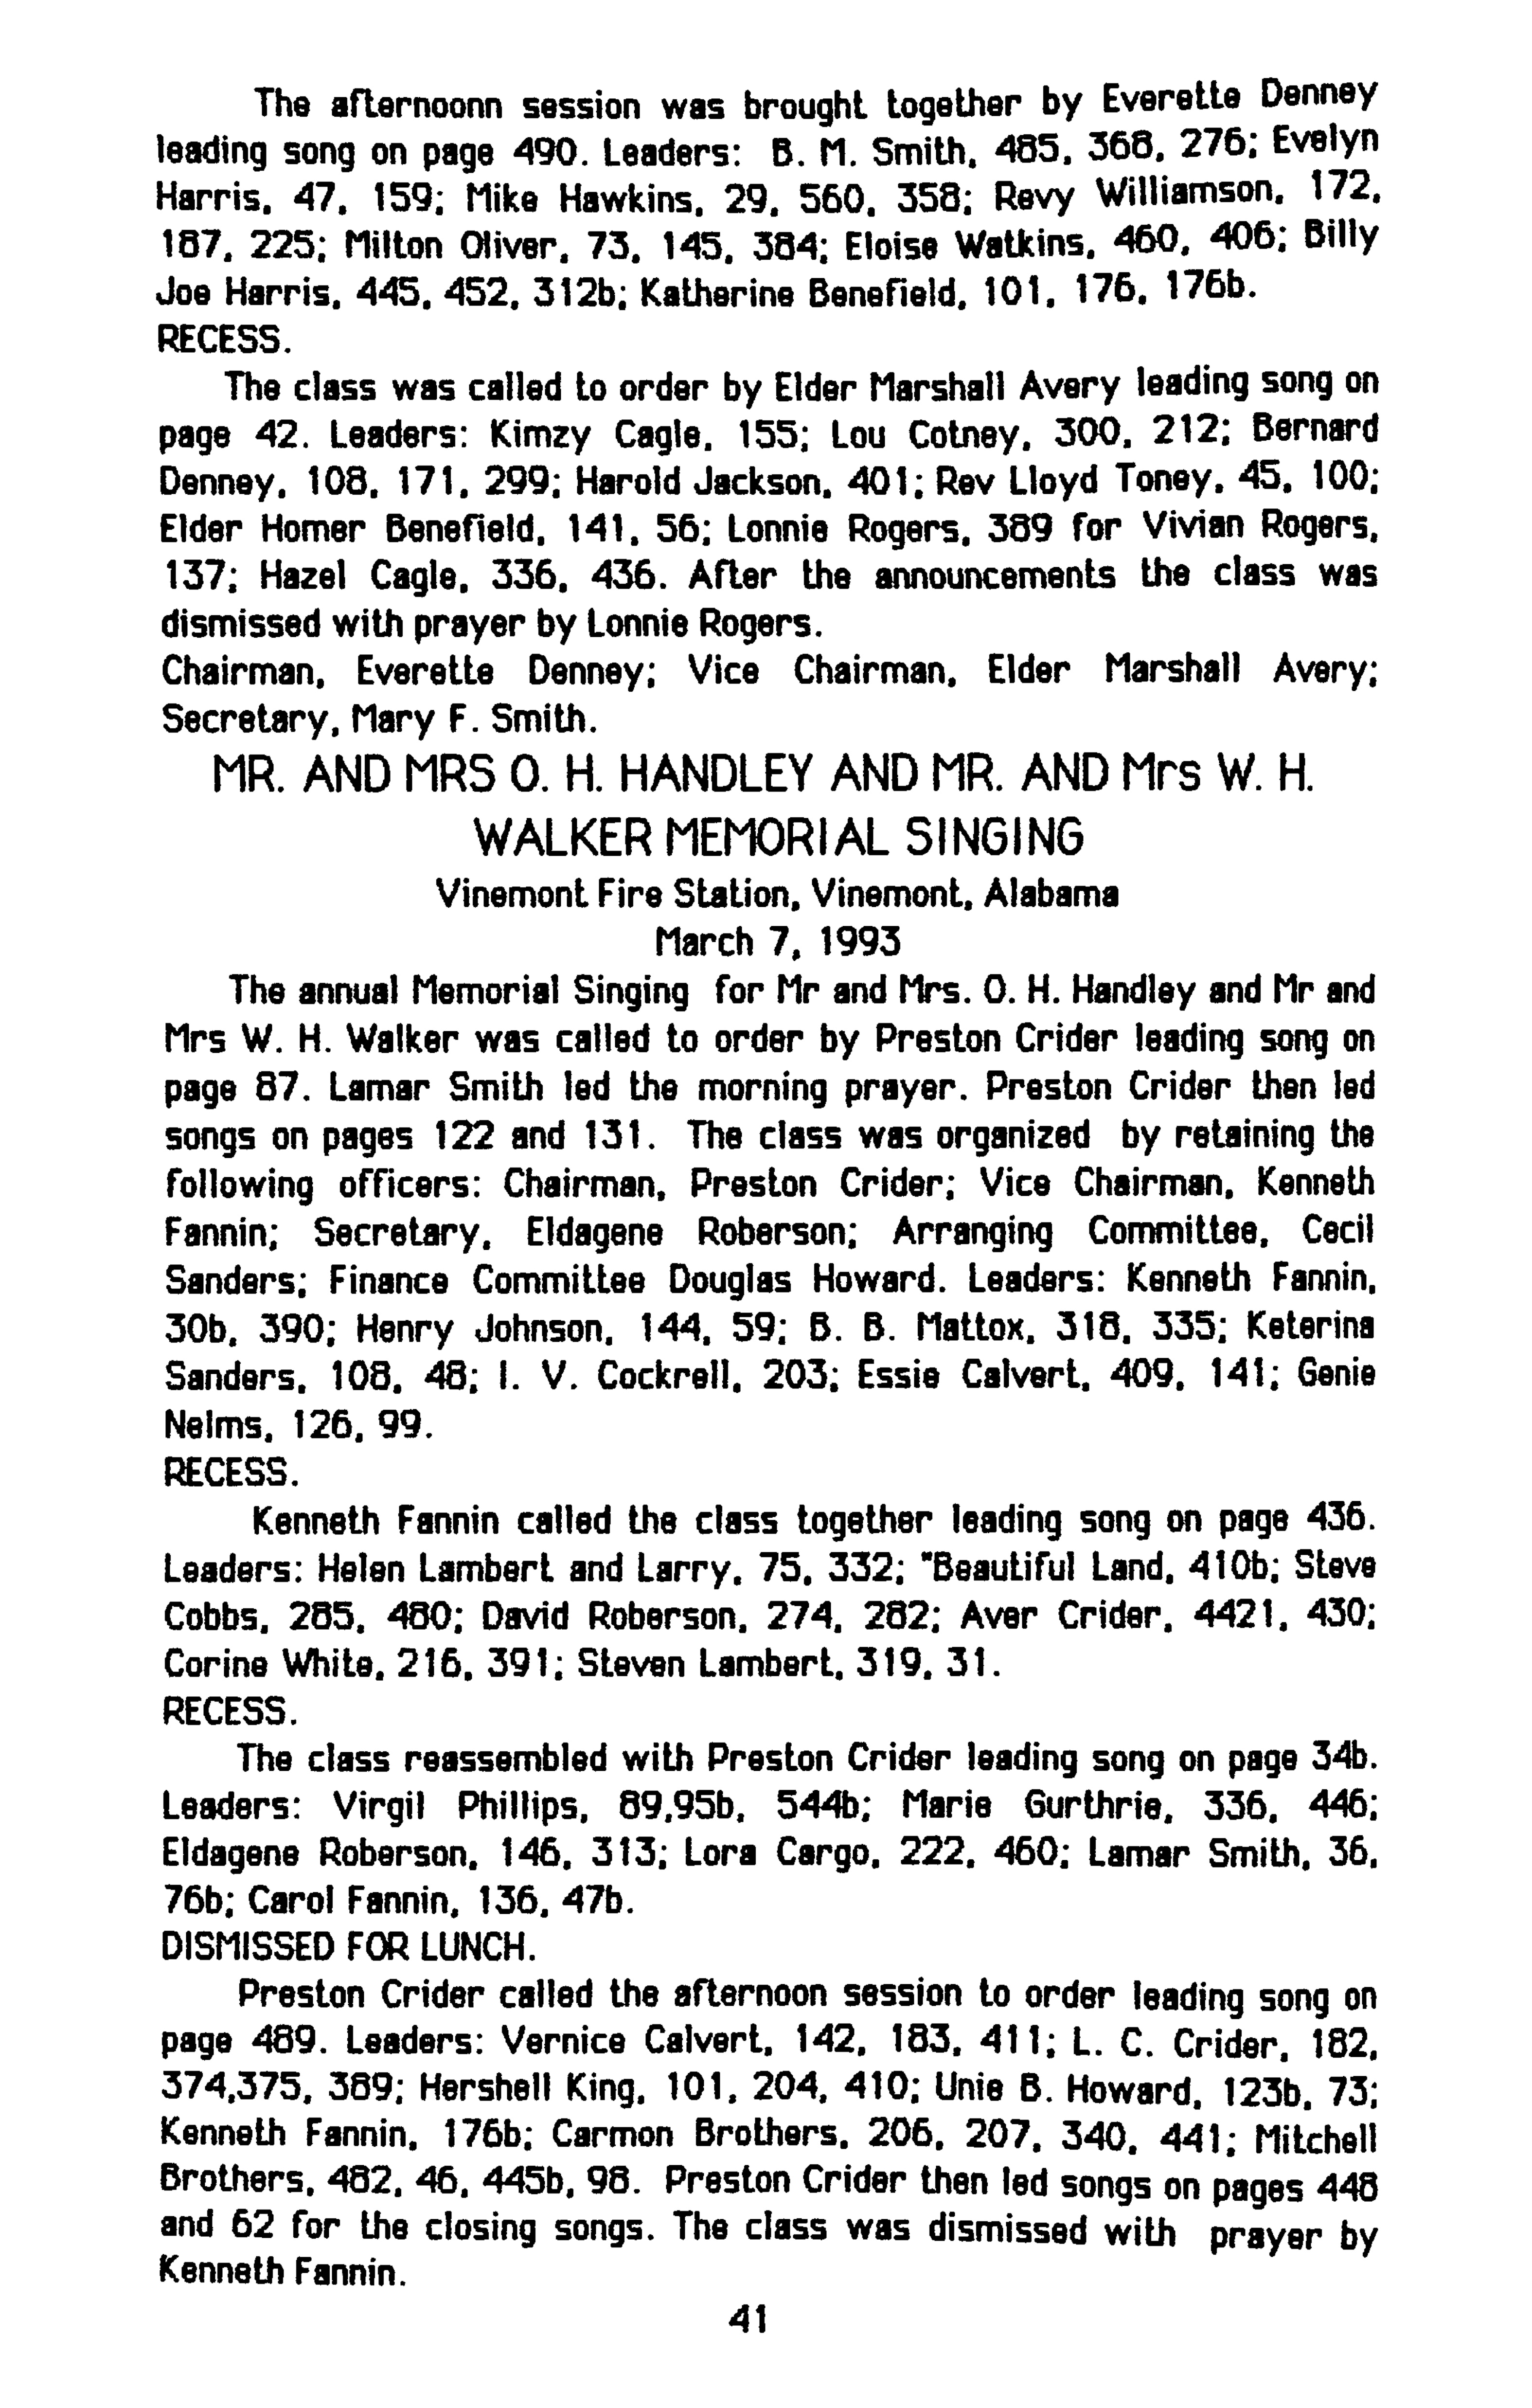 The afternoonn session was brought together by Everette Denney
leading song on page 490. Leaders: B. M. Smith, 485, 368, 276; Evelyn
Harris, 47, 159; Mike Hawkins, 29, 560, 358; Revy Williamson, 172,
187, 225; Milton Oliver, 73, 145, 384; Eloise Watkins, 460, 406; Billy
Joe Harris, 445, 452, 312b; Katherine Benefield, 101, 176, 176b.
RECESS.
The class was called to order by Elder Marshall Avery leading song on
page 42. Leaders: Kimzy Cagle, 155; Lou Cotney, 300, 212; Bernard
Denney, 108, 171, 299; Harold Jackson, 401; Rev Lloyd Toney, 45, 100;
Elder Homer Benefield, 141, 56; Lonnie Rogers, 389 for Vivian Rogers,
137; Hazel Cagle, 336, 436. After the announcements the class was
dismissed with prayer by Lonnie Rogers.
Chairman, Everette Denney; Vice Chairman, Elder Marshall Avery;
Secretary, Mary F. Smith.
MR. AND MRS O. H. HANDLEY AND MR. AND Mrs W. H.
WALKER MEMORIAL SINGING
Vinemont Fire Station, Vinemont, Alabama
March 7, 1993
The annual Memorial Singing for Mr and Mrs. O. H. Handley and Mr and
Mrs W. H. Walker was called to order by Preston Crider leading song on
page 87. Lamar Smith led the morning prayer. Preston Crider then led
songs on pages 122 and 131. The class was organized by retaining the
following officers: Chairman, Preston Crider; Vice Chairman, Kenneth
Fannin; Secretary, Eldagene Roberson; Arranging Committee, Cecil
Sanders; Finance Committee Douglas Howard. Leaders: Kenneth Fannin,
30b, 390; Henry Johnson, 144, 59; B. B. Mattox, 318, 335; Keterina
Sanders, 108, 48; I. V. Cockrell, 203; Essie Calvert, 409, 141; Genie
Nelms, 126, 99.
RECESS.
Kenneth Fannin called the class together leading song on page 436.
Leaders: Helen Lambert and Larry, 75, 332; "Beautiful Land, 410b; Steve
Cobbs, 285, 480; David Roberson, 274, 282; Aver Crider, 4421, 430;
Corine White, 216, 391; Steven Lambert, 319, 31.
RECESS.
The class reassembled with Preston Crider leading song on page 34b.
Leaders: Virgil Phillips, 89,95b, 544b; Marie Gurthrie, 336, 446;
Eldagene Roberson, 146, 313; Lora Cargo, 222, 460; Lamar Smith, 36,
76b; Carol Fannin, 136, 47b.
DISMISSED FOR LUNCH.
Preston Crider called the afternoon session to order leading song on
page 489. Leaders: Vernice Calvert, 142, 183, 411; L. C. Crider, 182,
374,375, 389; Hershell King, 101, 204, 410; Unie B. Howard, 123b, 73;
Kenneth Fannin, 176b; Carmon Brothers, 206, 207, 340, 441; Mitchell
Brothers, 482, 46, 445b, 98. Preston Crider then led songs on pages 448
and 62 for the closing songs. The class was dismissed with prayer by
Kenneth Fannin.
41